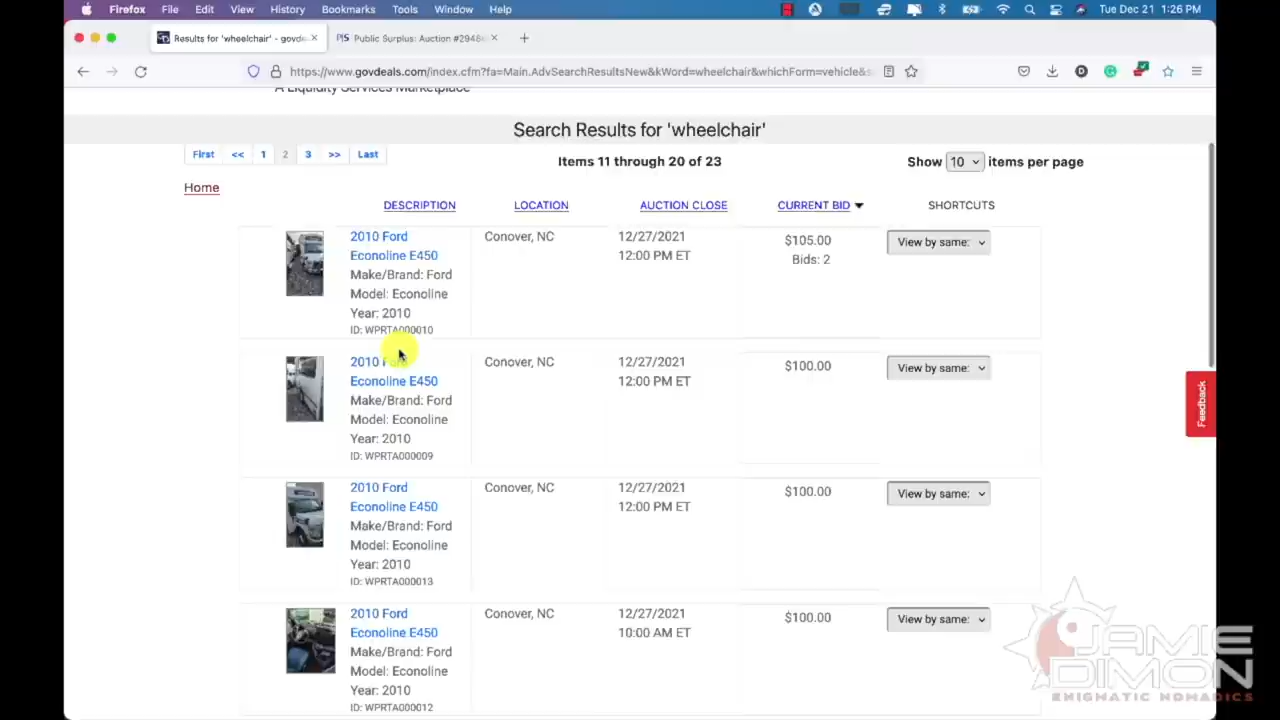 Firefox File Edit View History Bookmarks Tools Window Help
Tue Dec 21 1:26 PM
Results for 'wheelchair' - govde
Public Surplus: Auction #2948
https://www.govdeals.com/index.cfm?fa=Main.AdvSearchResultsNew&kWord=wheelchair&whichForm=vehicle&s
A Liquidity Services Marketplace
Search Results for 'wheelchair'
First << 1 2 3 >> Last
Items 11 through 20 of 23
Show 10 items per page
Home
DESCRIPTION LOCATION AUCTION CLOSE CURRENT BID SHORTCUTS
2010 Ford
Econoline E450
Make/Brand: Ford
Model: Econoline
Year: 2010
ID: WPRTA000010
Conover, NC
12/27/2021
12:00 PM ET
$105.00
Bids: 2
View by same:
2010 Ford
Econoline E450
Make/Brand: Ford
Model: Econoline
Year: 2010
ID: WPRTA000009
Conover, NC
12/27/2021
12:00 PM ET
$100.00
View by same:
2010 Ford
Econoline E450
Make/Brand: Ford
Model: Econoline
Year: 2010
ID: WPRTA000013
Conover, NC
12/27/2021
12:00 PM ET
$100.00
View by same:
2010 Ford
Econoline E450
Make/Brand: Ford
Model: Econoline
Year: 2010
ID: WPRTA000012
Conover, NC
12/27/2021
10:00 AM ET
$100.00
View by same:
Feedback
JAMIE
DIMON
ENIGMATIC NOMADICS